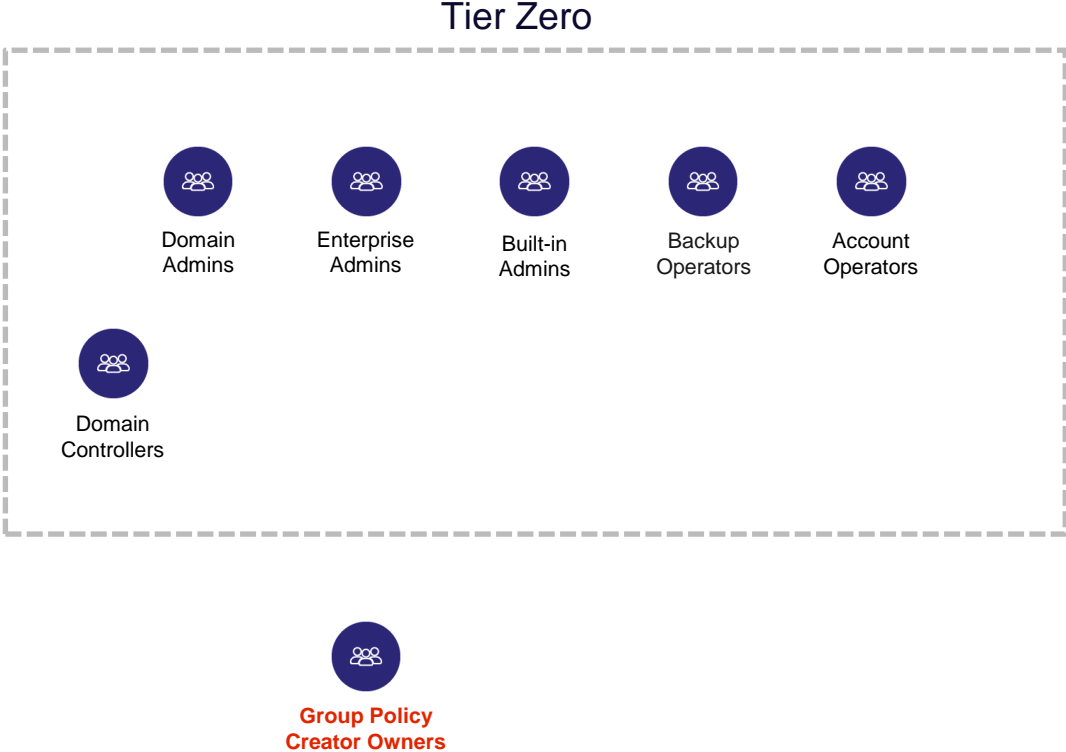 Tier Zero
Domain
Admins
Enterprise
Admins
Built-in
Admins
Backup
Operators
Account
Operators
Domain
Controllers
Group Policy
Creator Owners